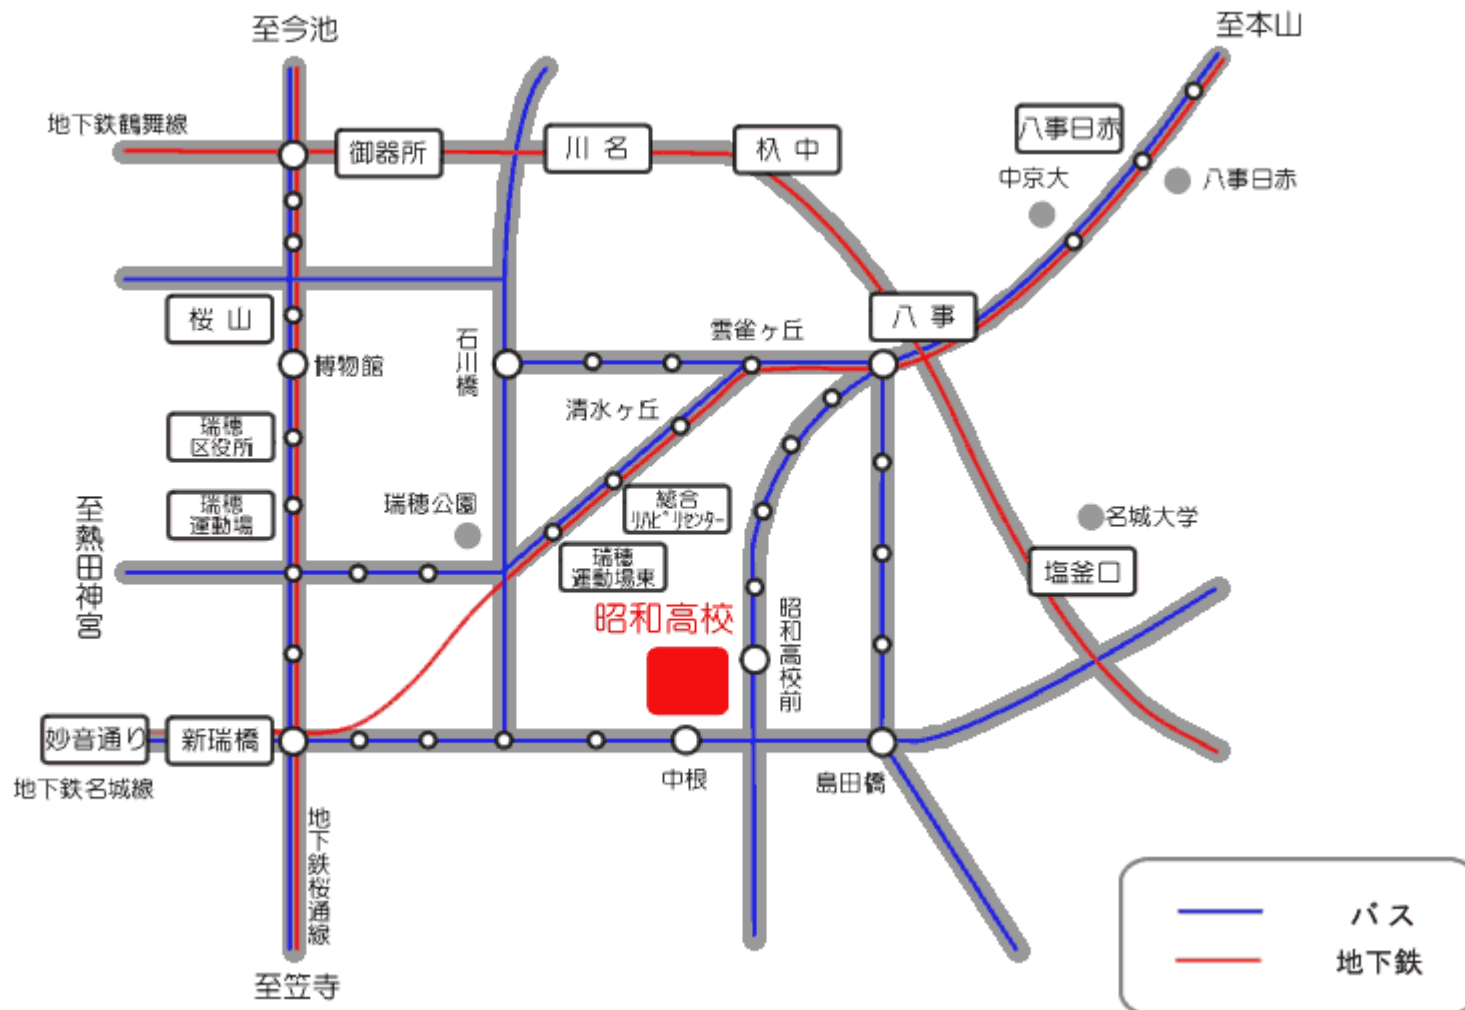 至今池
至本山
地下鉄鶴舞線
御器所
川名
杁中
八事日赤
中京大
八事日赤
桜山
博物館
石川橋
雲雀ヶ丘
八事
清水ヶ丘
瑞穂
区役所
瑞穂
運動場
瑞穂公園
総合
リハビリセンター
瑞穂
運動場東
名城大学
塩釜口
至熱田神宮
昭和高校
昭和高校前
妙音通り
新瑞橋
地下鉄名城線
中根
島田橋
地下鉄桜通線
至笠寺
バス
地下鉄